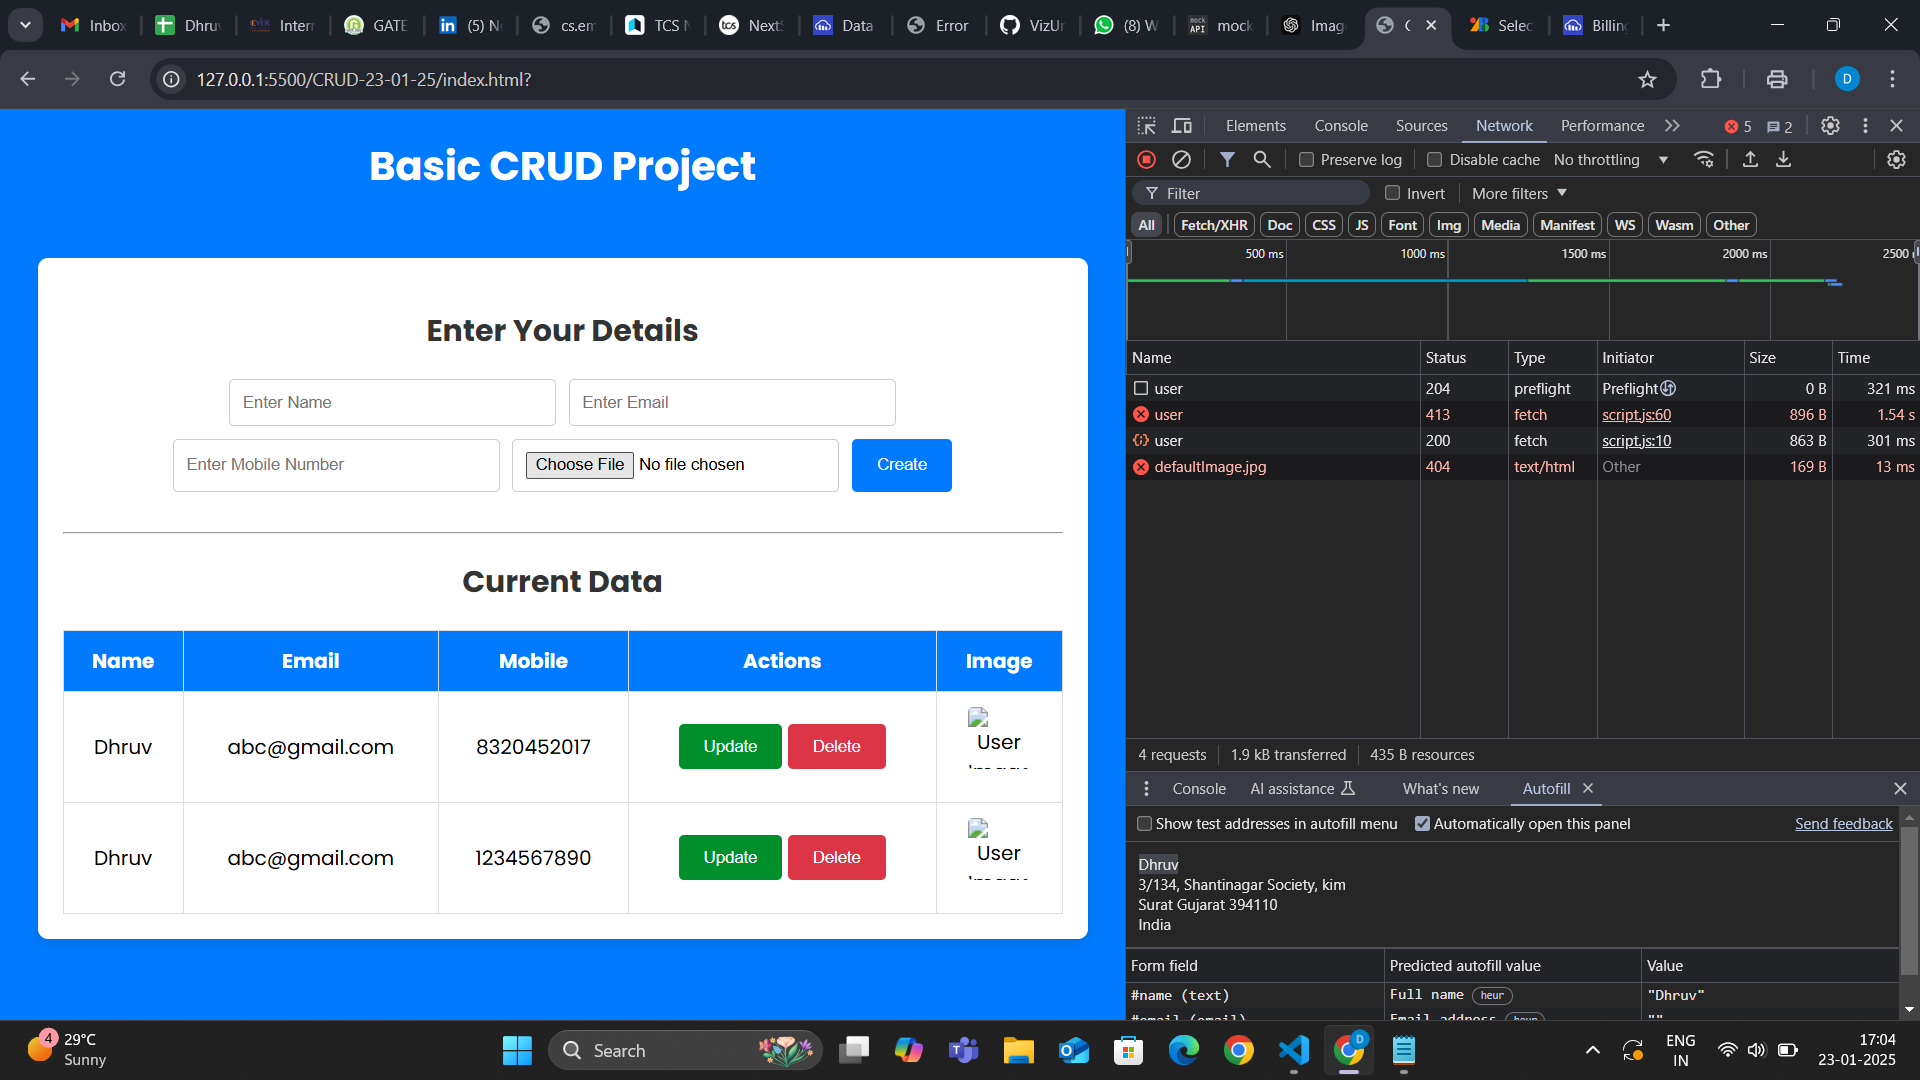 Inbo
Dhru
Interr
GATE
(5) N
cs.em
TCS N
Next
Data
Error
VizUr
(8) W
mock
Imag
Selec
Billin
127.0.0.1:5500/CRUD-23-01-25/index.html?
D
Basic CRUD Project
Enter Your Details
Enter Name
Enter Email
Enter Mobile Number
Choose File No file chosen
Create
Current Data
Name Email Mobile Actions Image
Dhruv abc@gmail.com 8320452017 Update Delete User
Dhruv abc@gmail.com 1234567890 Update Delete User
Elements Console Sources Network Performance 5 2
Preserve log Disable cache No throttling
Filter Invert More filters
All Fetch/XHR Doc CSS JS Font Img Media Manifest WS Wasm Other
500 ms 1000 ms 1500 ms 2000 ms 2500
Name Status Type Initiator Size Time
user 204 preflight Preflight 0 B 321 ms
user 413 fetch script.js:60 896 B 1.54 s
user 200 fetch script.js:10 863 B 301 ms
defaultImage.jpg 404 text/html Other 169 B 13 ms
4 requests 1.9 kB transferred 435 B resources
Console AI assistance What's new Autofill
Show test addresses in autofill menu Automatically open this panel Send feedback
Dhruv
3/134, Shantinagar Society, kim
Surat Gujarat 394110
India
Form field Predicted autofill value Value
#name (text) Full name heur "Dhruv"
#email (email) Email address heur ""
4
29°C
Sunny
Search
ENG
IN
17:04
23-01-2025